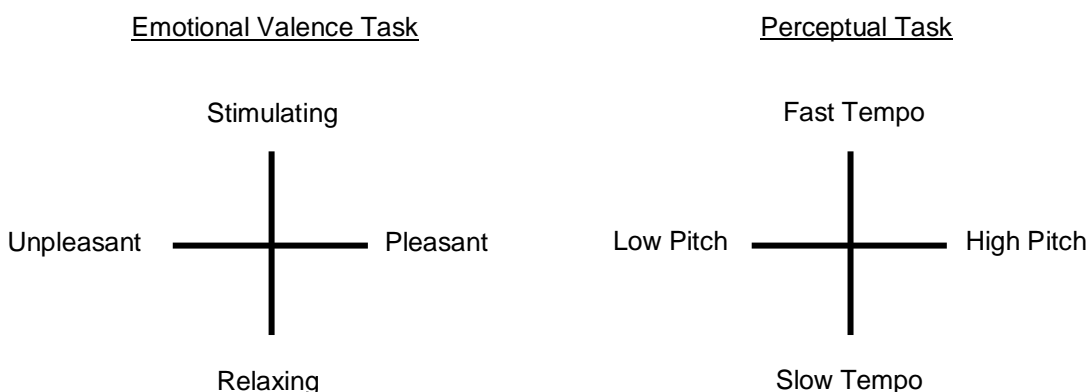 Emotional Valence Task
Perceptual Task
Stimulating
Fast Tempo
Unpleasant
Pleasant
Low Pitch
High Pitch
Relaxing
Slow Tempo